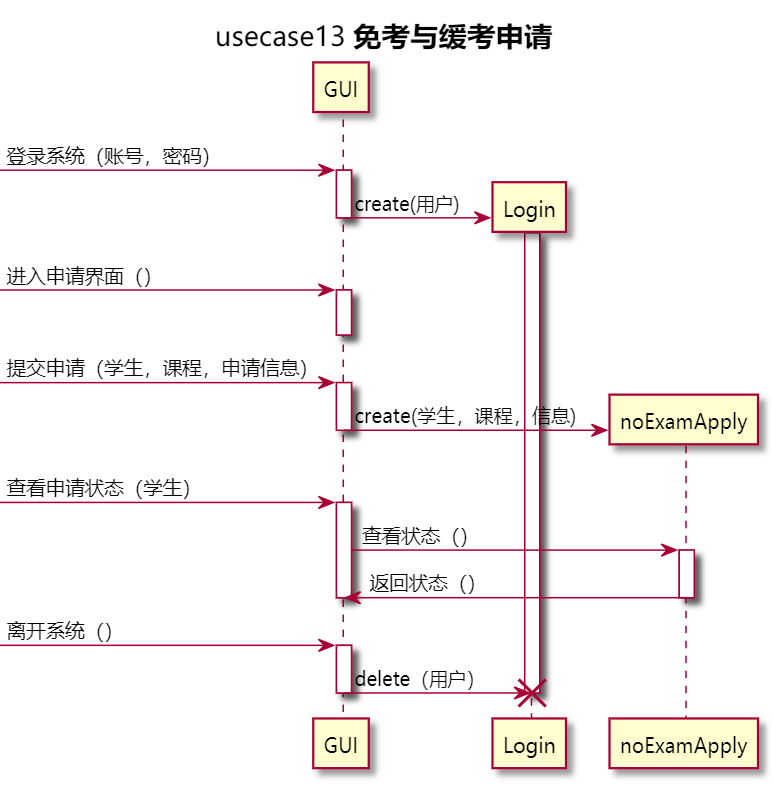 usecase13 免考与缓考申请
GUI
登录系统（账号，密码）
create(用户)
Login
进入申请界面（）
提交申请（学生，课程，申请信息）
create(学生，课程，信息)
noExamApply
查看申请状态（学生）
查看状态（）
返回状态（）
离开系统（）
delete（用户）
GUI
Login
noExamApply